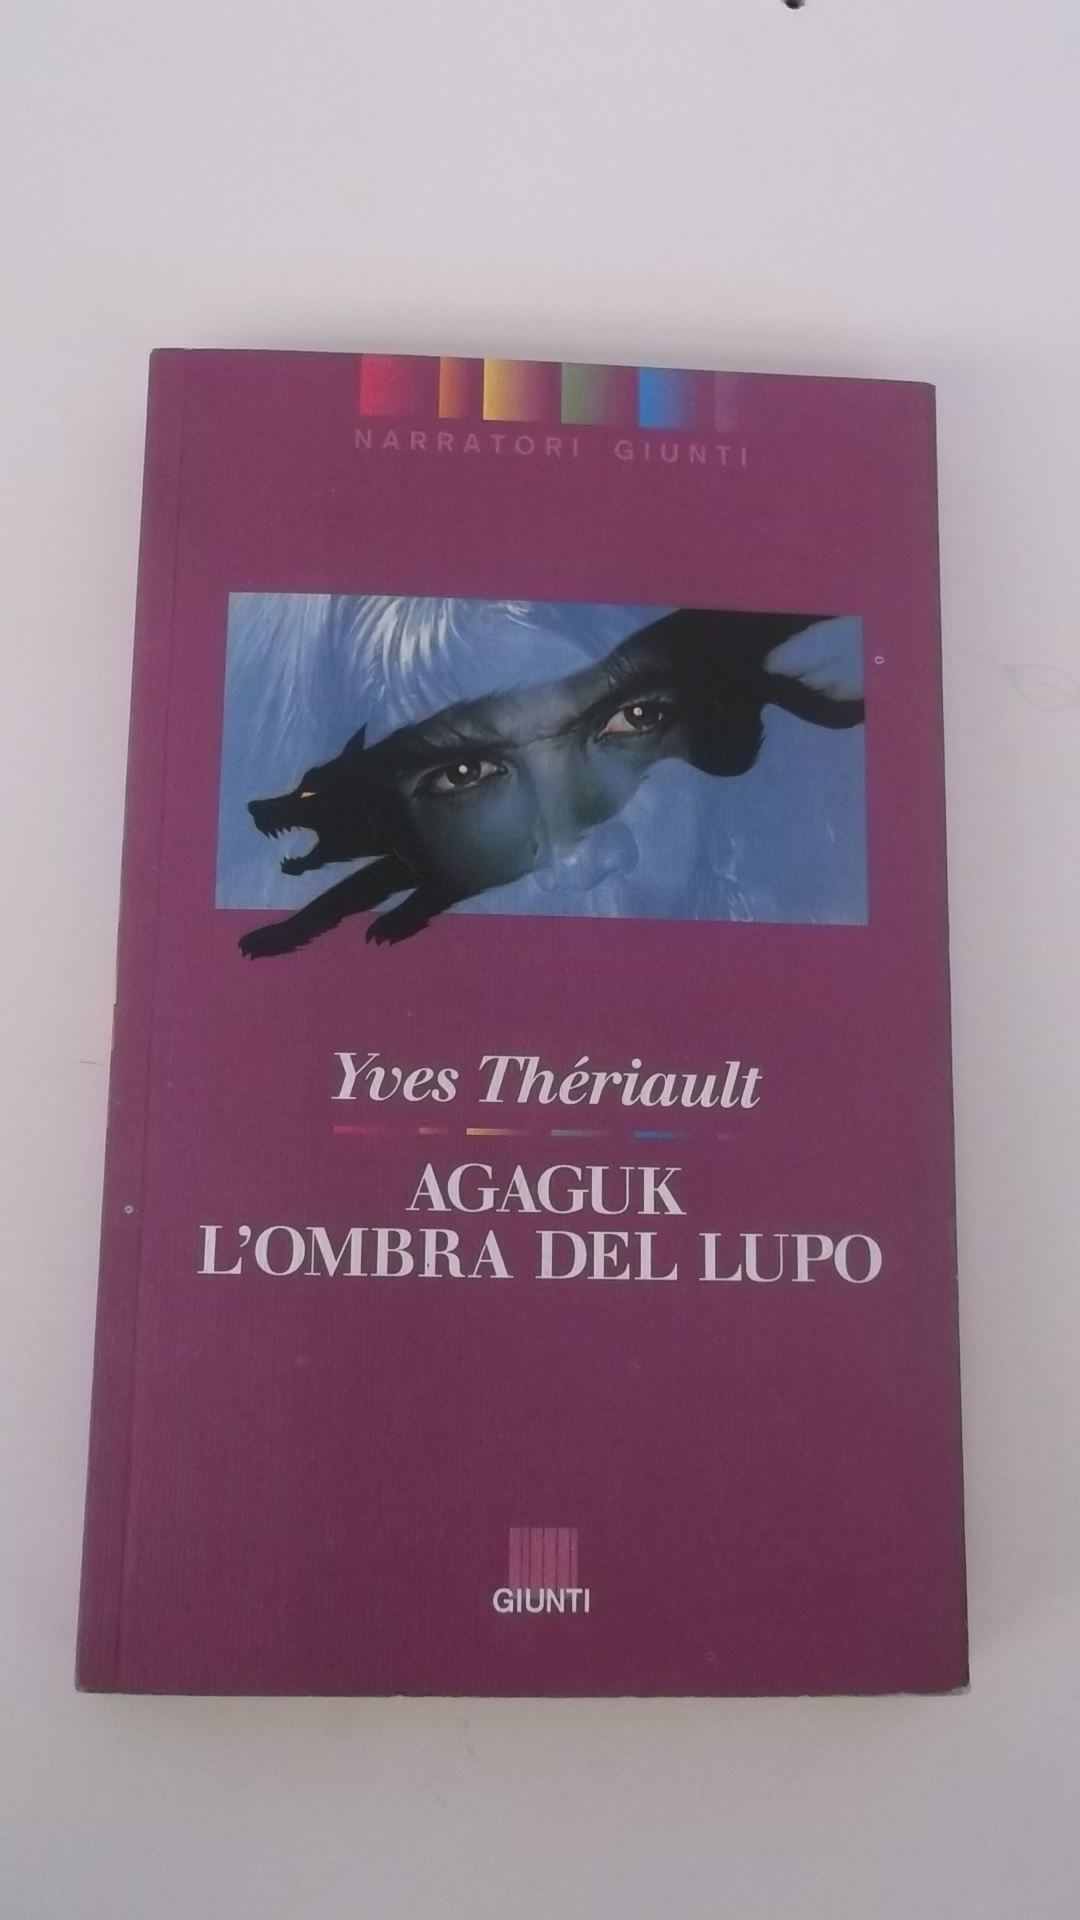 NARRATORI GIUNTI
Yves Thériault
AGAGUK
L'OMBRA DEL LUPO
GIUNTI